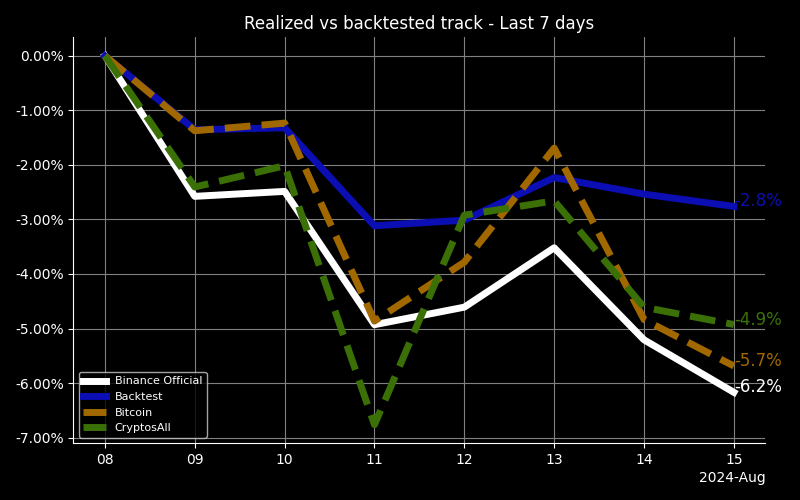 Realized vs backtested track - Last 7 days
0.00%
-1.00%
-2.00%
-3.00%
-4.00%
-5.00%
-6.00%
-7.00%
-2.8%
-4.9%
-5.7%
-6.2%
Binance Official
Backtest
Bitcoin
CryptosAll
08 09 10 11 12 13 14 15
2024-Aug